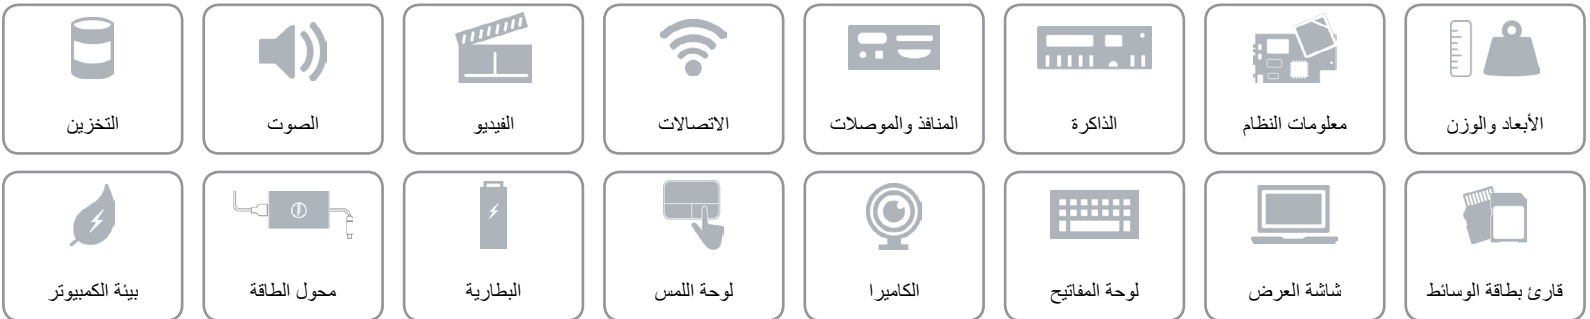 الأبعاد والوزن
معلومات النظام
الذاكرة
المنافذ والموصلات
الاتصالات
الفيديو
الصوت
التخزين
قارئ بطاقة الوسائط
شاشة العرض
لوحة المفاتيح
الكاميرا
لوحة اللمس
البطارية
محول الطاقة
بيئة الكمبيوتر